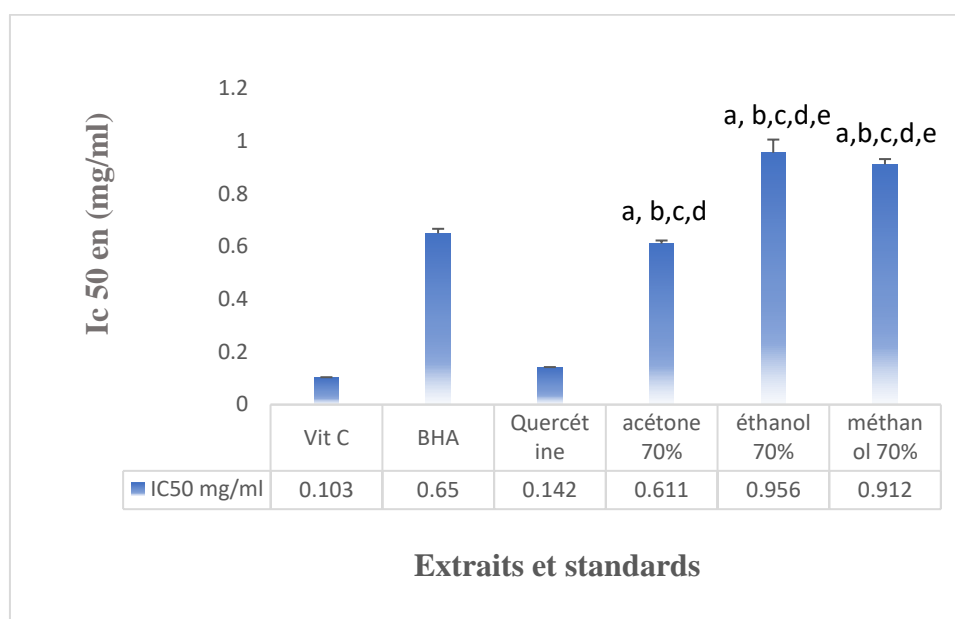 Ic 50 en (mg/ml)
1.2
1
0.8
0.6
0.4
0.2
0
a, b,c,d
a, b,c,d,e
a,b,c,d,e
Vit C
BHA
Quercét
ine
acétone
70%
éthanol
70%
méthan
ol 70%
IC50 mg/ml 0.103 0.65 0.142 0.611 0.956 0.912
Extraits et standards